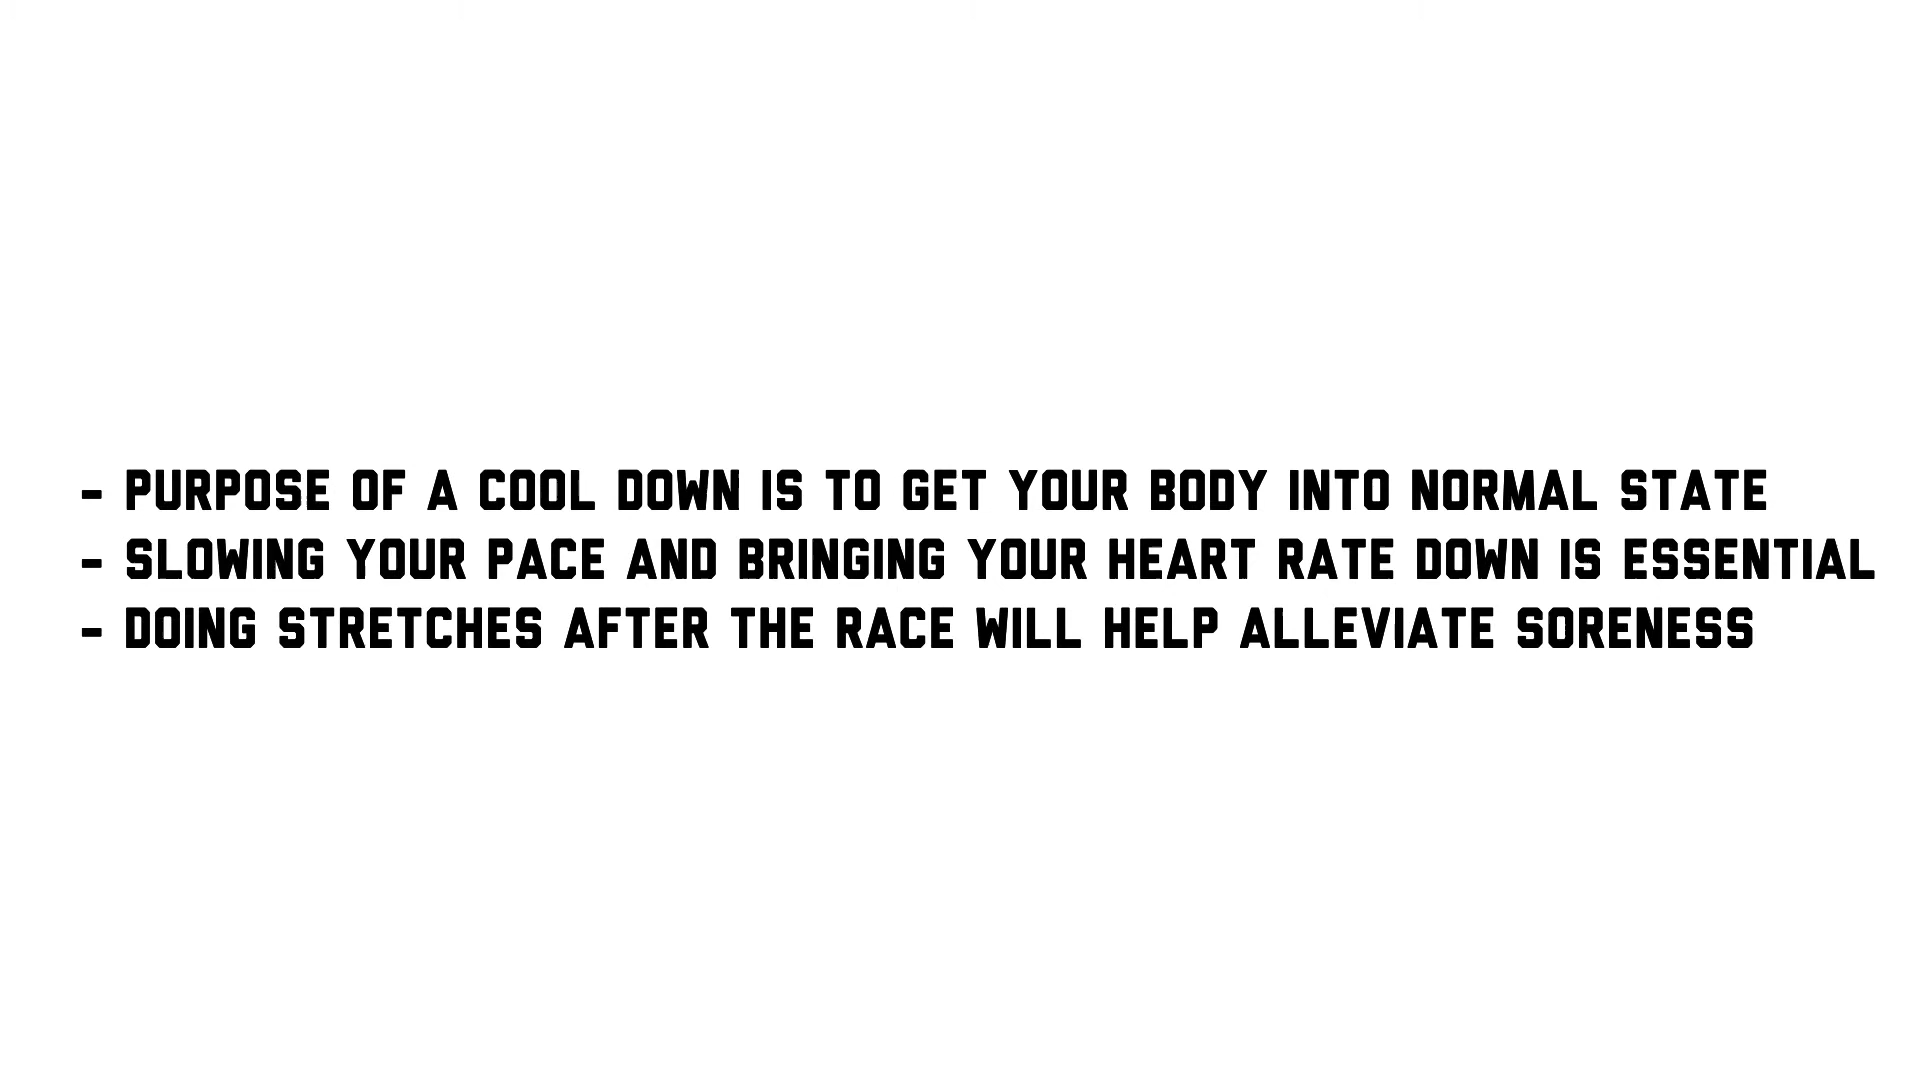 - PURPOSE OF A COOL DOWN IS TO GET YOUR BODY INTO NORMAL STATE
- SLOWING YOUR PACE AND BRINGING YOUR HEART RATE DOWN IS ESSENTIAL
- DOING STRETCHES AFTER THE RACE WILL HELP ALLEVIATE SORENESS